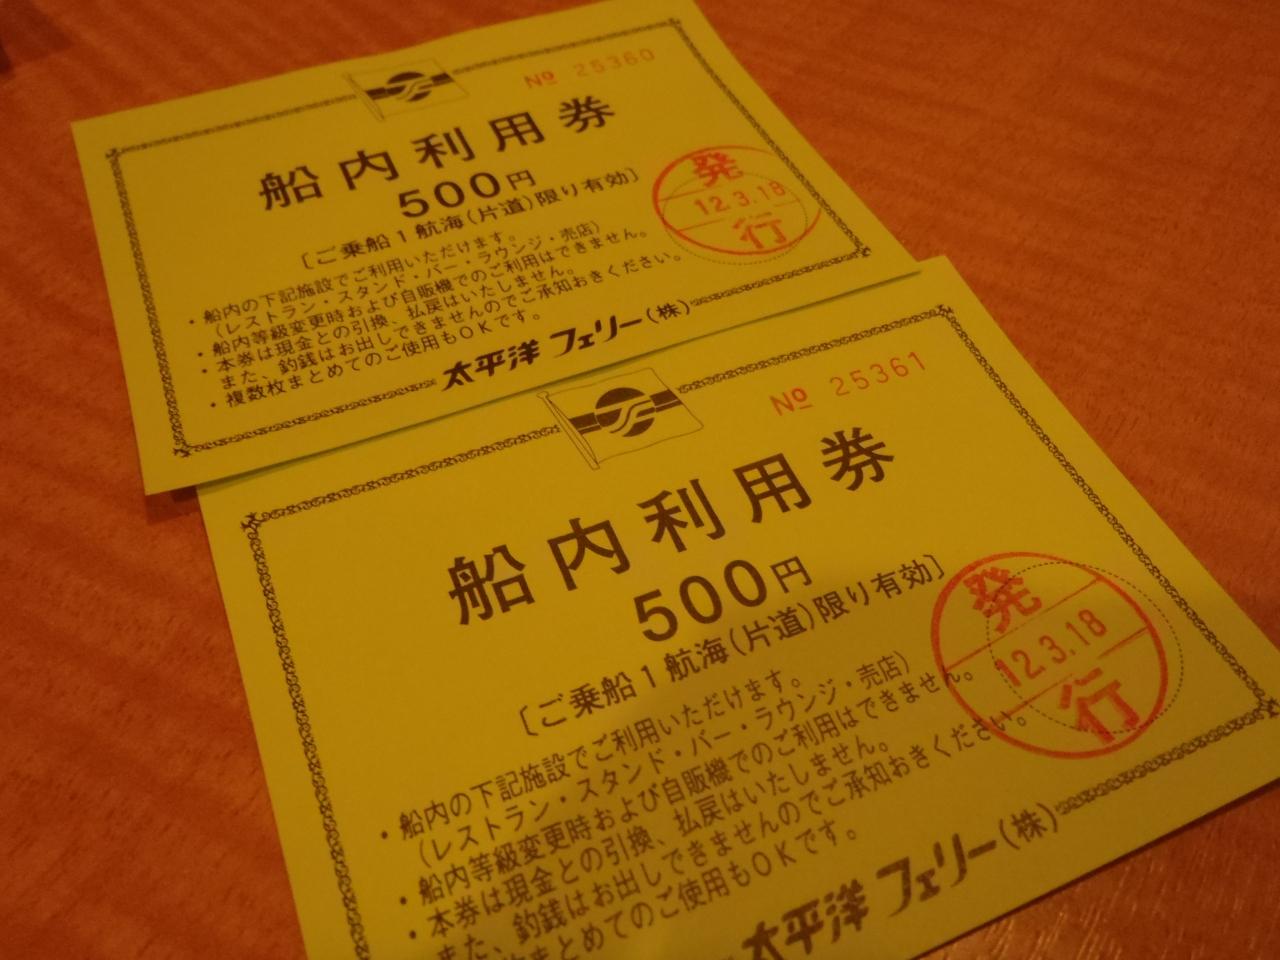 № 25360
船内利用券
500円
〔ご乗船1航海(片道)限り有効〕
・船内の下記施設でご利用いただけます。
(レストラン・スタンド・バー・ラウンジ・売店)
・船内等級変更時および自販機でのご利用はできません。
・本券は現金との引換、払戻はいたしません。
また、釣銭はお出しできませんのでご承知おきください。
・複数枚まとめてのご使用もOKです。
太平洋フェリー(株)
発
12.3.18
行
№ 25361
船内利用券
500円
〔ご乗船1航海(片道)限り有効〕
・船内の下記施設でご利用いただけます。
(レストラン・スタンド・バー・ラウンジ・売店)
・船内等級変更時および自販機でのご利用はできません。
・本券は現金との引換、払戻はいたしません。
また、釣銭はお出しできませんのでご承知おきください。
枚まとめてのご使用もOKです。
太平洋フェリー(株)
発
12.3.18
行